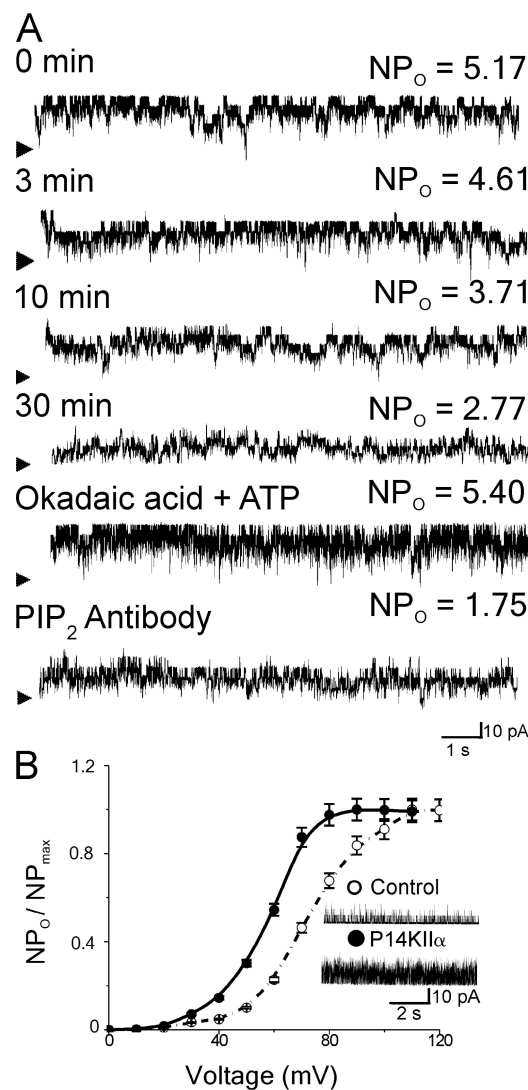 A
0 min NPO = 5.17
3 min NPO = 4.61
10 min NPO = 3.71
30 min NPO = 2.77
Okadaic acid + ATP NPO = 5.40
PIP2 Antibody NPO = 1.75
10 pA
1 s
B
1.2
0.8
0.4
0
NPO / NPmax
Control
P14KIIα
10 pA
2 s
0 40 80 120
Voltage (mV)